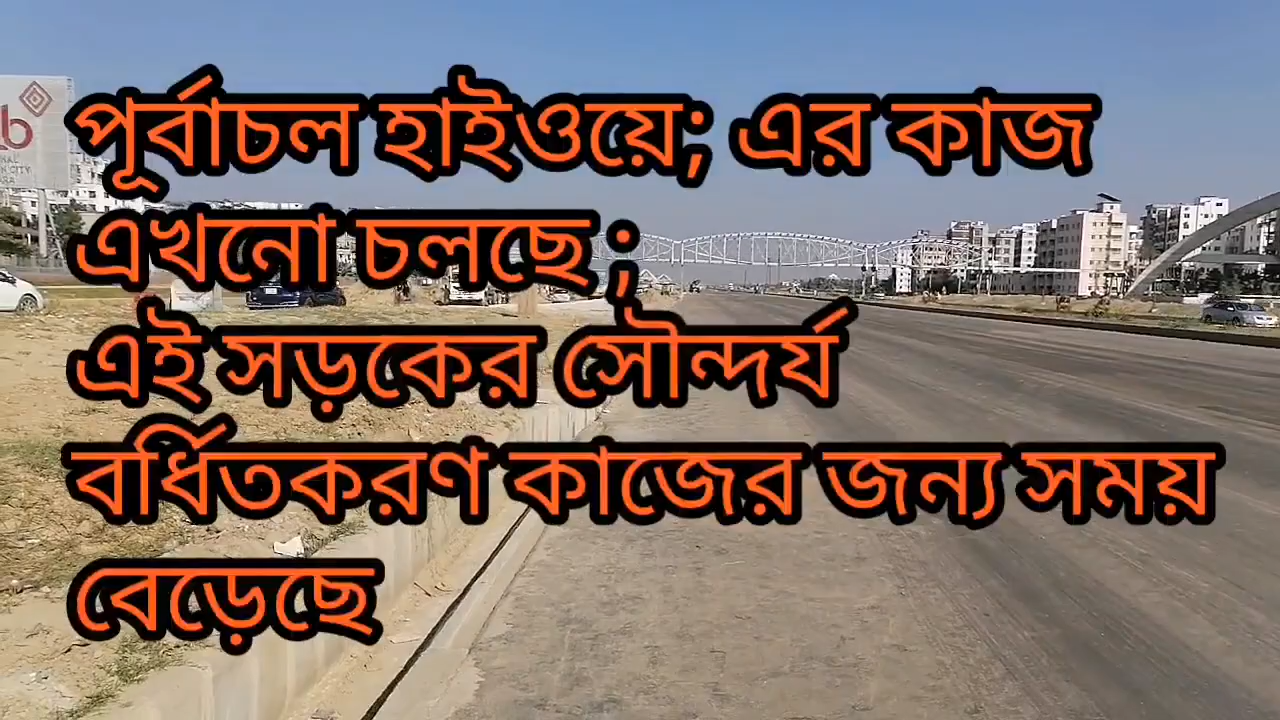 পূর্বাচল হাইওয়ে; এর কাজ
এখনো চলছে ;
এই সড়কের সৌন্দর্য
বর্ধিতকরণ কাজের জন্য সময়
বেড়েছে